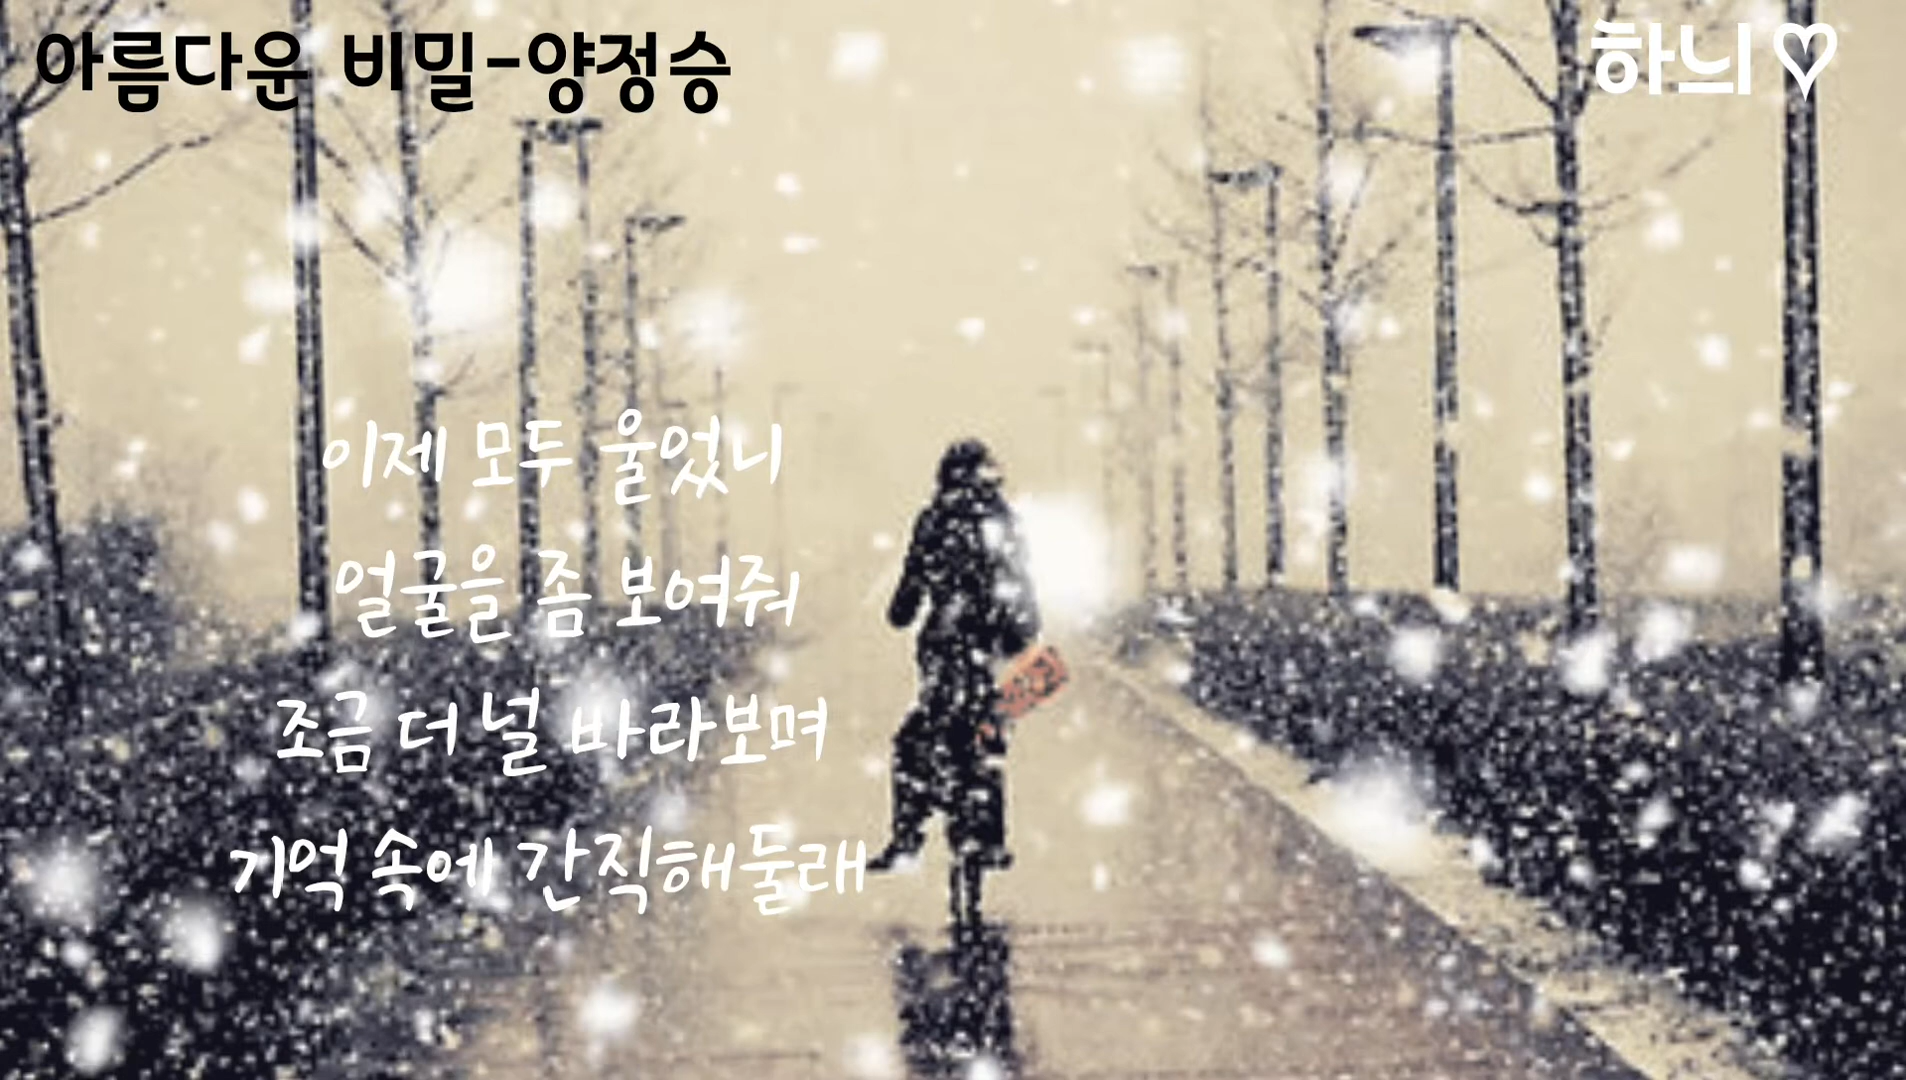 아름다운 비밀-양정승
하늬 ♡
이제 모두 울었니
얼굴을 좀 보여줘
조금 더 널 바라보며
기억 속에 간직해둘래